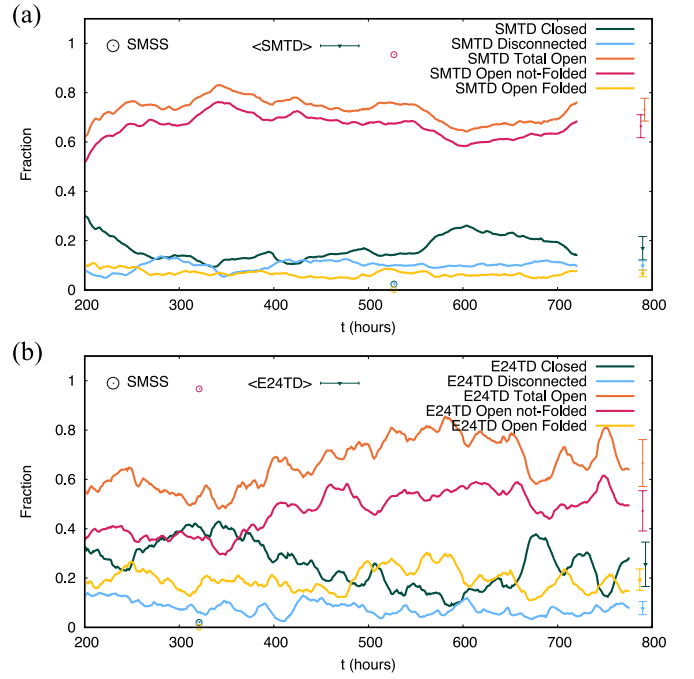 (a)
SMSS
<SMTD>
SMTD Closed
SMTD Disconnected
SMTD Total Open
SMTD Open not-Folded
SMTD Open Folded
1
0.8
0.6
0.4
0.2
0
Fraction
200 300 400 500 600 700 800
t (hours)
(b)
SMSS
<E24TD>
E24TD Closed
E24TD Disconnected
E24TD Total Open
E24TD Open not-Folded
E24TD Open Folded
1
0.8
0.6
0.4
0.2
0
Fraction
200 300 400 500 600 700 800
t (hours)